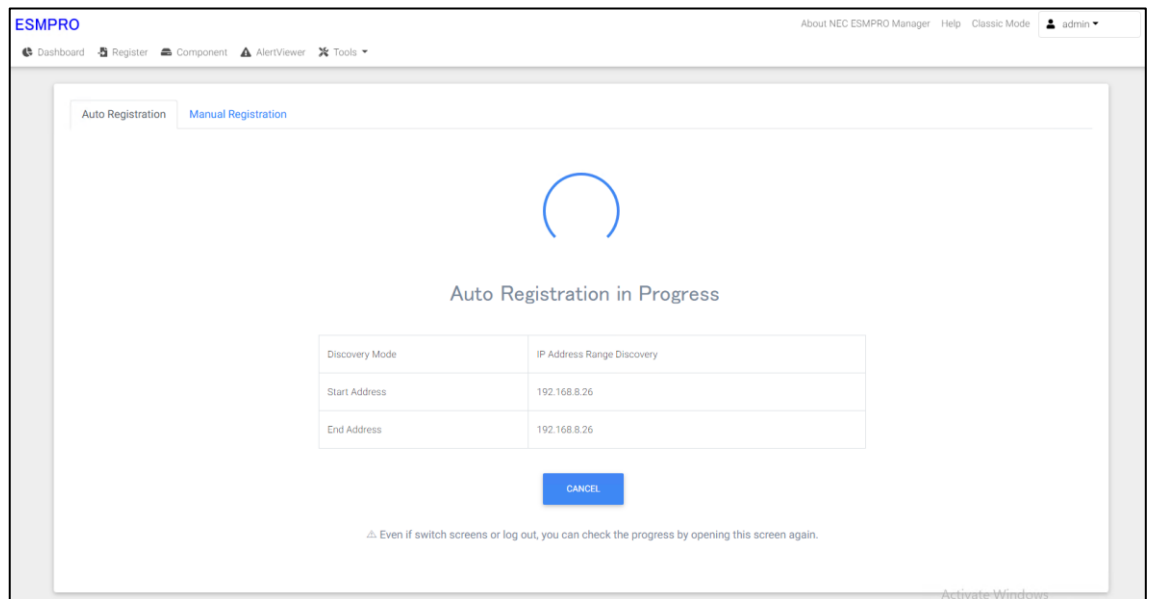 ESMPRO
About NEC ESMPRO Manager Help Classic Mode admin
Dashboard Register Component AlertViewer Tools
Auto Registration Manual Registration
Auto Registration in Progress
Discovery Mode IP Address Range Discovery
Start Address 192.168.8.26
End Address 192.168.8.26
CANCEL
⚠ Even if switch screens or log out, you can check the progress by opening this screen again.
Activate Windows